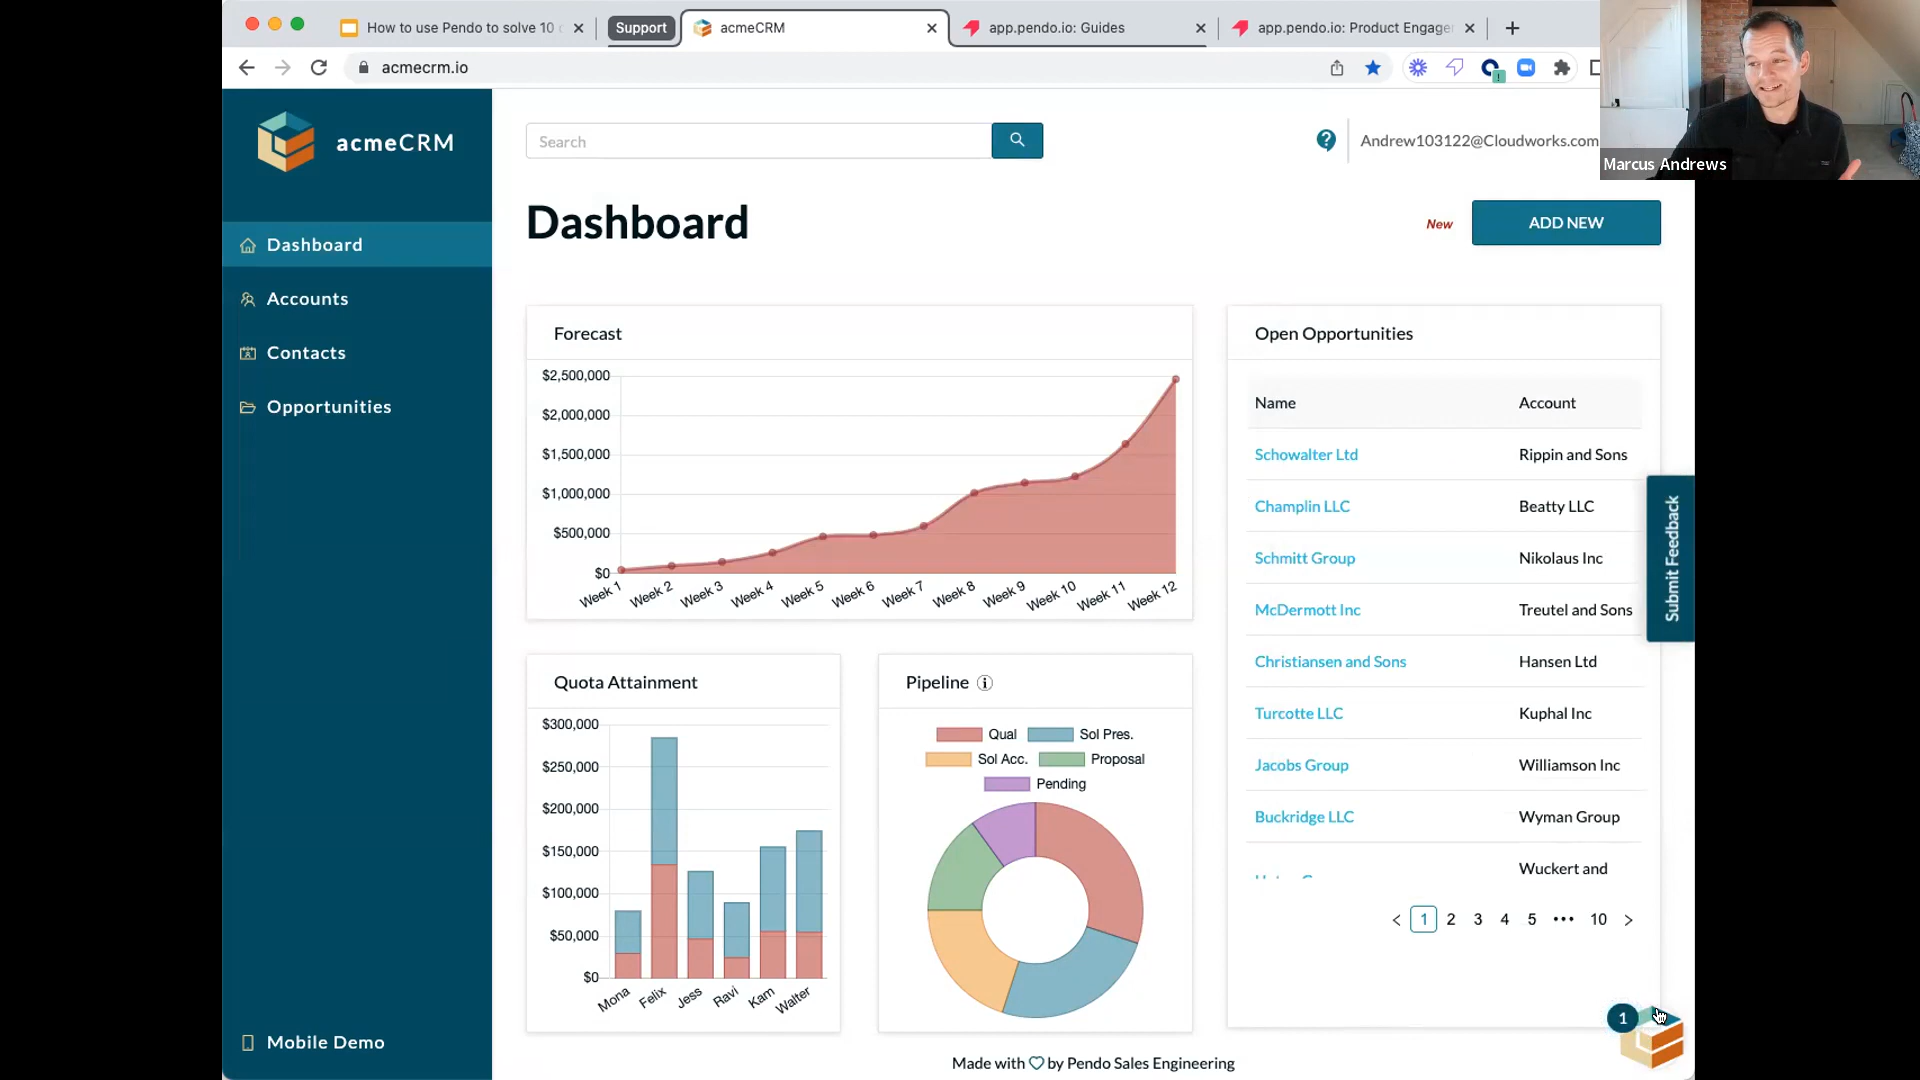 How to use Pendo to solve 10
Support
acmeCRM
app.pendo.io: Guides
app.pendo.io: Product Engage
acmecrm.io
Marcus Andrews
acmeCRM
Search
Andrew103122@Cloudworks.com
Dashboard
Accounts
Contacts
Opportunities
Mobile Demo
Dashboard
New
ADD NEW
Forecast
$2,500,000
$2,000,000
$1,500,000
$1,000,000
$500,000
$0
Week 1 Week 2 Week 3 Week 4 Week 5 Week 6 Week 7 Week 8 Week 9 Week 10 Week 11 Week 12
Quota Attainment
$300,000
$250,000
$200,000
$150,000
$100,000
$50,000
$0
Mona Felix Jess Ravi Kam Walter
Pipeline
Qual Sol Pres.
Sol Acc. Proposal
Pending
Open Opportunities
Name Account
Schowalter Ltd Rippin and Sons
Champlin LLC Beatty LLC
Schmitt Group Nikolaus Inc
McDermott Inc Treutel and Sons
Christiansen and Sons Hansen Ltd
Turcotte LLC Kuphal Inc
Jacobs Group Williamson Inc
Buckridge LLC Wyman Group
Wuckert and
< 1 2 3 4 5 ••• 10 >
Submit Feedback
1
Made with ♡ by Pendo Sales Engineering